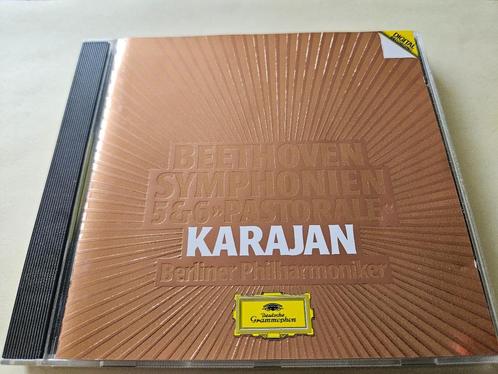 DIGITAL
BEETHOVEN
SYMPHONIEN
5&6 »PASTORALE«
KARAJAN
Berliner Philharmoniker
Deutsche
Grammophon